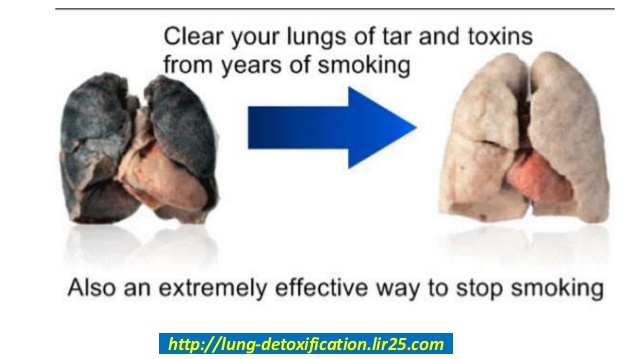 Clear your lungs of tar and toxins
from years of smoking
Also an extremely effective way to stop smoking
http://lung-detoxification.lir25.com